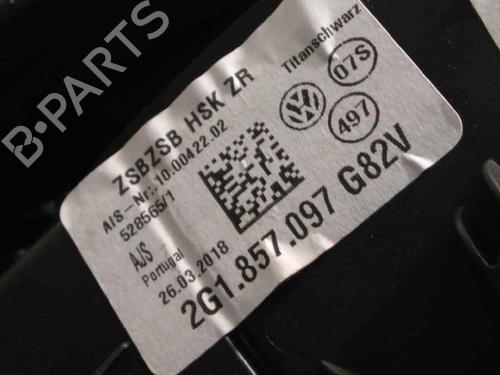 ZSBZSB HSK ZR
Titanschwarz
AIS-Nr.:10.00422.02
528565/1
07S
497
AJS
Portugal
26.03.2018
2G1.857.097 G82V
B-PARTS